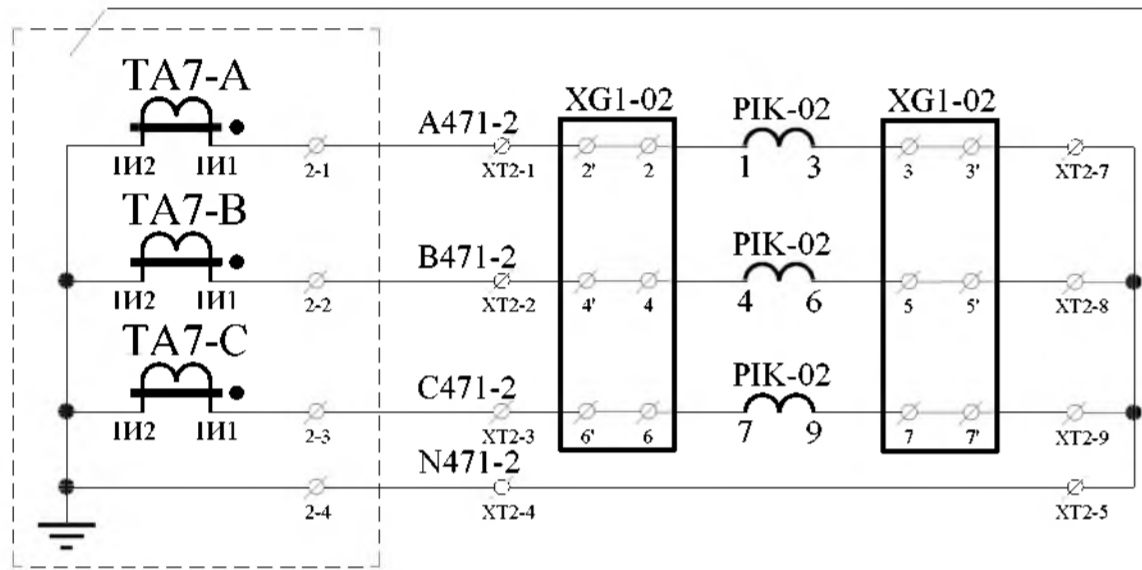 TA7-A
1И2 1И1 2-1
A471-2
XT2-1
XG1-02
2' 2
PIK-02
1 3
XG1-02
3 3'
XT2-7
TA7-B
1И2 1И1 2-2
B471-2
XT2-2
4' 4
PIK-02
4 6
5 5'
XT2-8
TA7-C
1И2 1И1 2-3
C471-2
XT2-3
6' 6
PIK-02
7 9
7 7'
XT2-9
2-4
N471-2
XT2-4
XT2-5